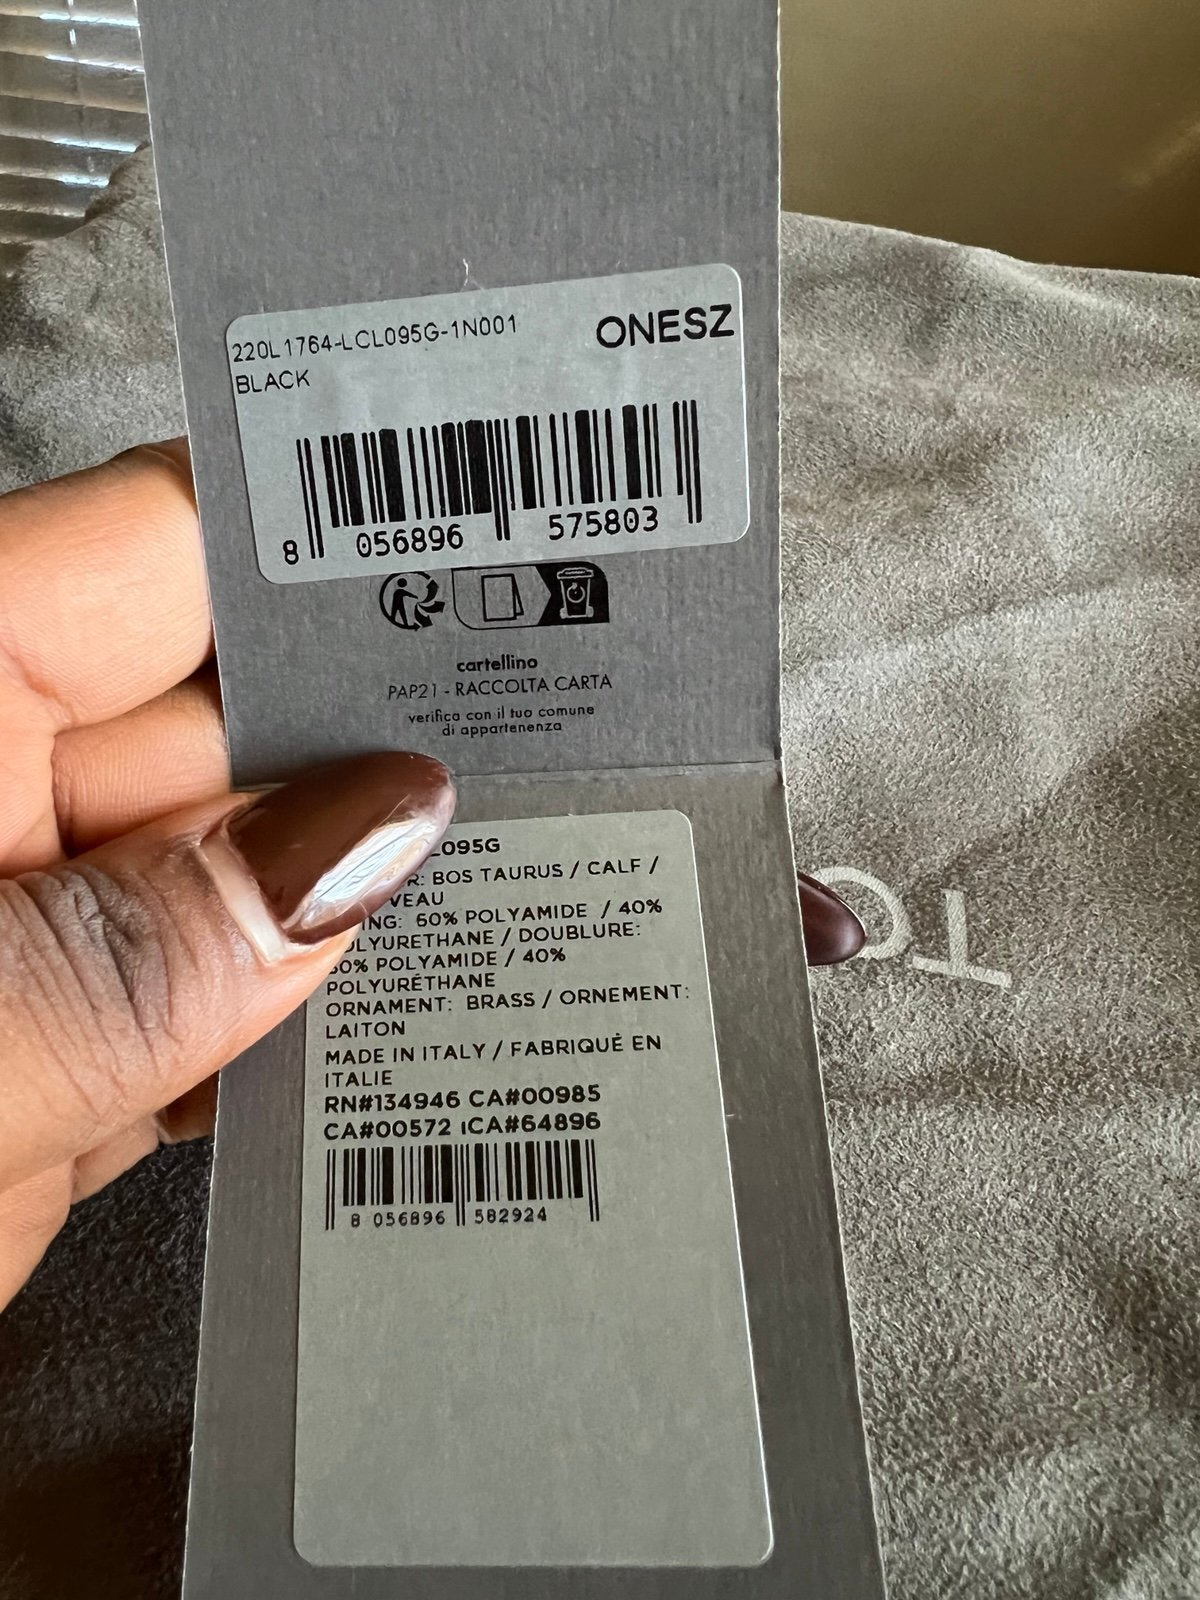 220L1764-LCL095G-1N001
ONESZ
BLACK
8 056896 575803
cartellino
PAP21 - RACCOLTA CARTA
verifica con il tuo comune
di appartenenza
L095G
R: BOS TAURUS / CALF /
VEAU
ING: 60% POLYAMIDE / 40%
OLYURETHANE / DOUBLURE:
60% POLYAMIDE / 40%
POLYURÉTHANE
ORNAMENT: BRASS / ORNEMENT:
LAITON
MADE IN ITALY / FABRIQUÉ EN
ITALIE
RN#134946 CA#00985
CA#00572 ICA#64896
8 056896 582924
TO